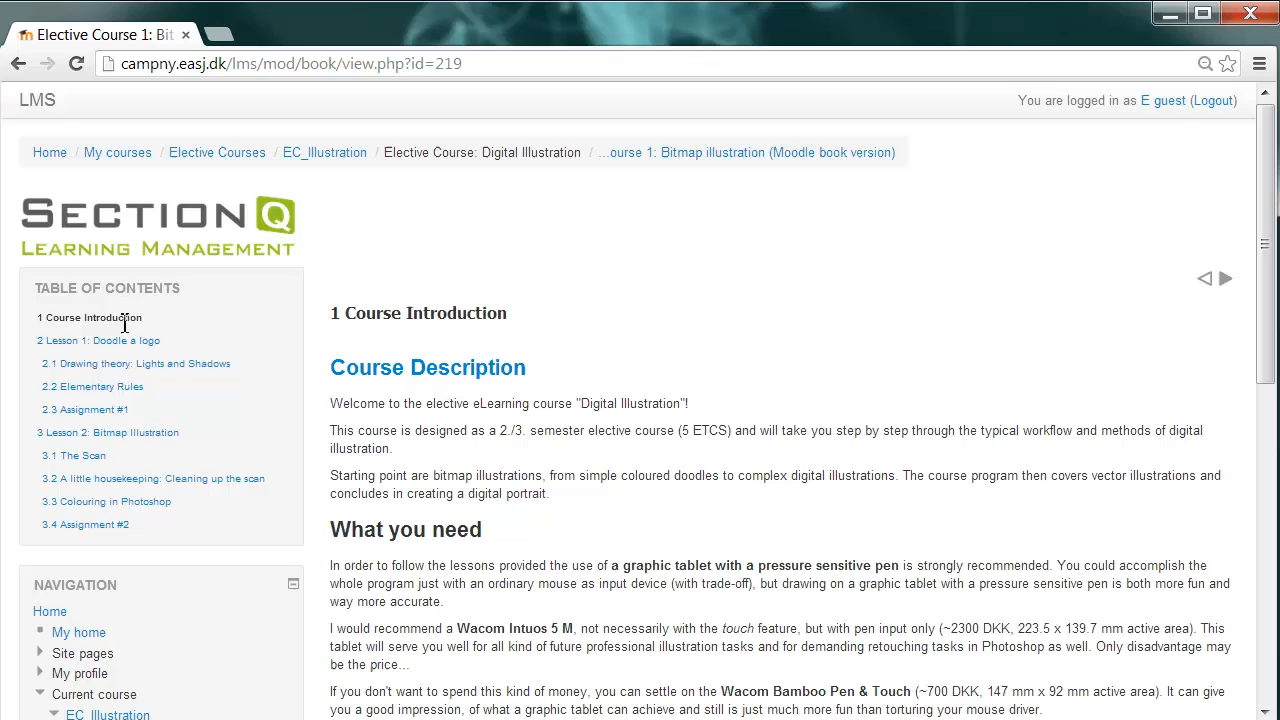 Elective Course 1: Bit
campny.easj.dk/lms/mod/book/view.php?id=219
LMS
You are logged in as E guest (Logout)
Home / My courses / Elective Courses / EC_Illustration / Elective Course: Digital Illustration / ...ourse 1: Bitmap illustration (Moodle book version)
SECTION Q
LEARNING MANAGEMENT
TABLE OF CONTENTS
1 Course Introduction
2 Lesson 1: Doodle a logo
2.1 Drawing theory: Lights and Shadows
2.2 Elementary Rules
2.3 Assignment #1
3 Lesson 2: Bitmap Illustration
3.1 The Scan
3.2 A little housekeeping: Cleaning up the scan
3.3 Colouring in Photoshop
3.4 Assignment #2
NAVIGATION
Home
My home
Site pages
My profile
Current course
EC_Illustration
1 Course Introduction
Course Description
Welcome to the elective eLearning course "Digital Illustration"!
This course is designed as a 2./3. semester elective course (5 ETCS) and will take you step by step through the typical workflow and methods of digital
illustration.
Starting point are bitmap illustrations, from simple coloured doodles to complex digital illustrations. The course program then covers vector illustrations and
concludes in creating a digital portrait.
What you need
In order to follow the lessons provided the use of a graphic tablet with a pressure sensitive pen is strongly recommended. You could accomplish the
whole program just with an ordinary mouse as input device (with tradeoff), but drawing on a graphic tablet with a pressure sensitive pen is both more fun and
way more accurate.
I would recommend a Wacom Intuos 5 M, not necessarily with the touch feature, but with pen input only (~2300 DKK, 223.5 x 139.7 mm active area). This
tablet will serve you well for all kind of future professional illustration tasks and for demanding retouching tasks in Photoshop as well. Only disadvantage may
be the price...
If you don't want to spend this kind of money, you can settle on the Wacom Bamboo Pen & Touch (~700 DKK, 147 mm x 92 mm active area). It can give
you a good impression, of what a graphic tablet can achieve and still is just much more fun than torturing your mouse driver.